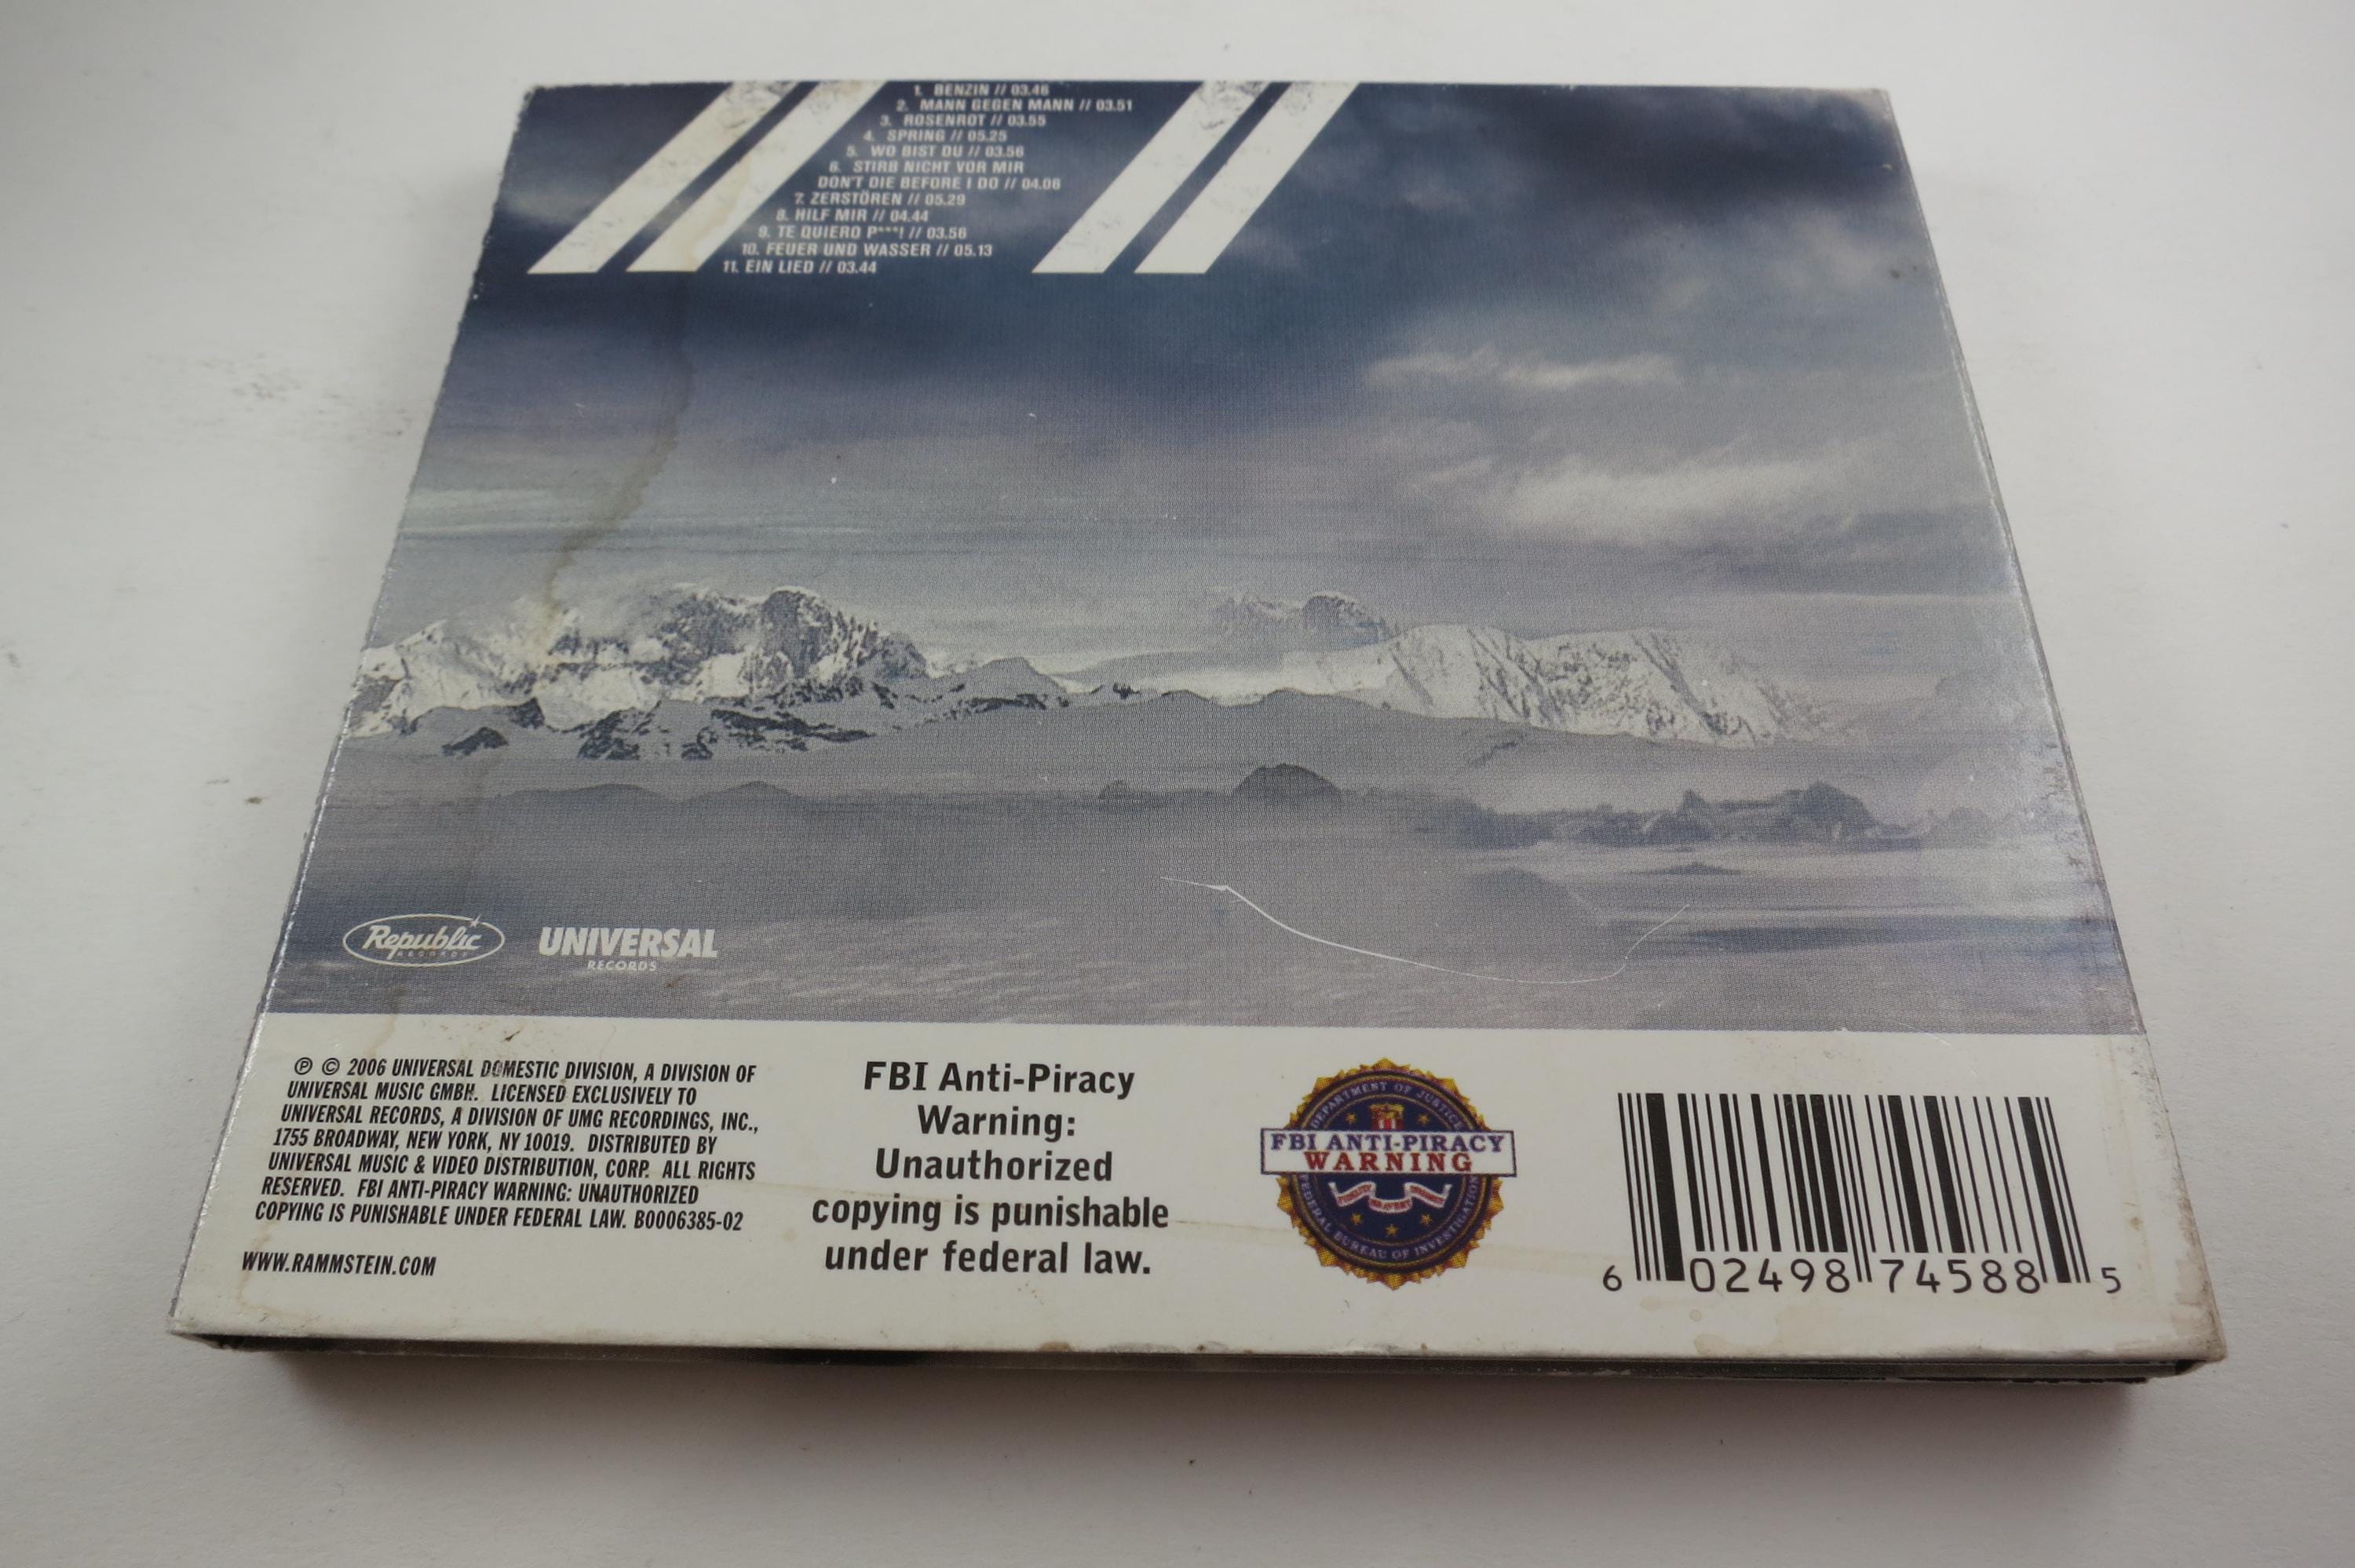 1. BENZIN // 03.46
2. MANN GEGEN MANN // 03.51
3. ROSENROT // 03.55
4. SPRING // 05.25
5. WO BIST DU // 03.56
6. STIRB NICHT VOR MIR
DON'T DIE BEFORE I DO // 04.06
7. ZERSTÖREN // 05.29
8. HILF MIR // 04.44
9. TE QUIERO P***! // 03.56
10. FEUER UND WASSER // 05.13
11. EIN LIED // 03.44
Republic
RECORDS
UNIVERSAL
RECORDS
℗ © 2006 UNIVERSAL DOMESTIC DIVISION, A DIVISION OF
UNIVERSAL MUSIC GMBH. LICENSED EXCLUSIVELY TO
UNIVERSAL RECORDS, A DIVISION OF UMG RECORDINGS, INC.,
1755 BROADWAY, NEW YORK, NY 10019. DISTRIBUTED BY
UNIVERSAL MUSIC & VIDEO DISTRIBUTION, CORP. ALL RIGHTS
RESERVED. FBI ANTI-PIRACY WARNING: UNAUTHORIZED
COPYING IS PUNISHABLE UNDER FEDERAL LAW. B0006385-02
WWW.RAMMSTEIN.COM
FBI Anti-Piracy
Warning:
Unauthorized
copying is punishable
under federal law.
DEPARTMENT OF JUSTICE
FBI ANTI-PIRACY
WARNING
FIDELITY BRAVERY INTEGRITY
FEDERAL BUREAU OF INVESTIGATION
6 02498 74588 5